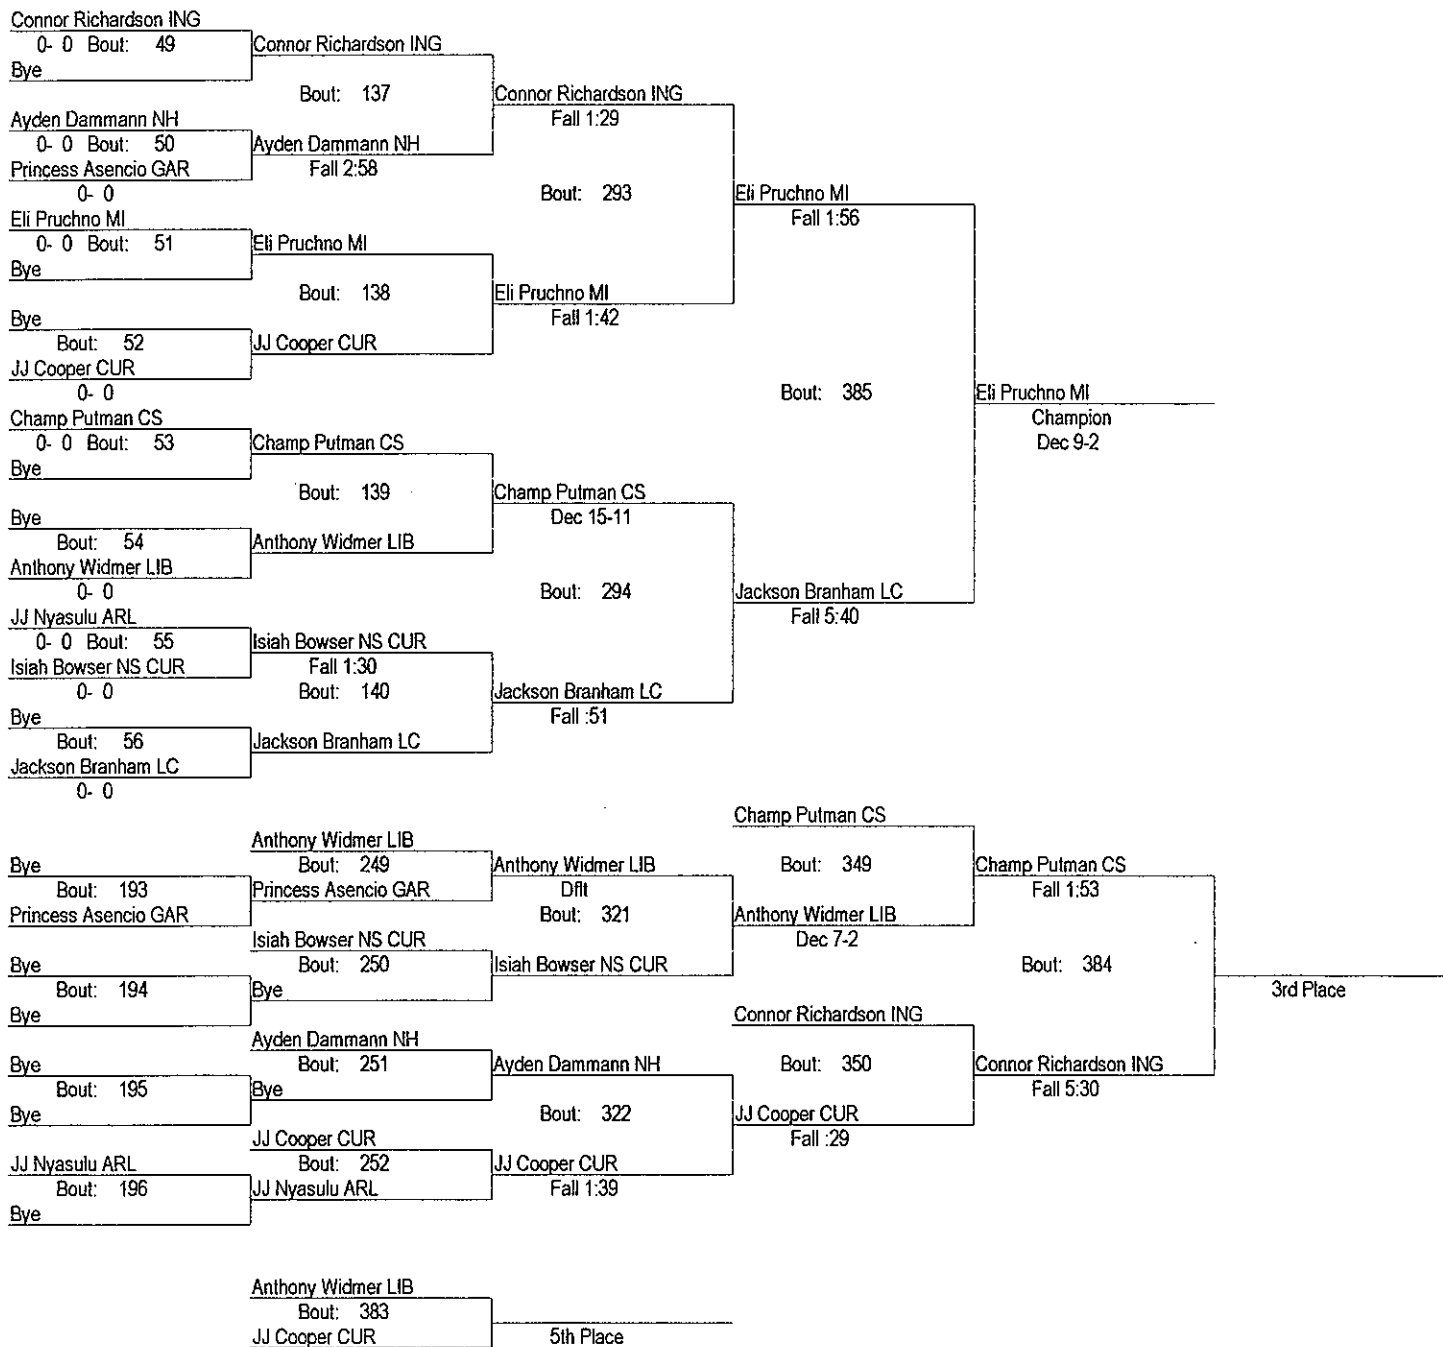 Connor Richardson ING
0- 0 Bout: 49
Connor Richardson ING
Bye
Bout: 137
Connor Richardson ING
Fall 1:29
Ayden Dammann NH
0- 0 Bout: 50
Ayden Dammann NH
Fall 2:58
Princess Asencio GAR
0- 0
Bout: 293
Eli Pruchno MI
Fall 1:56
Eli Pruchno MI
0- 0 Bout: 51
Eli Pruchno MI
Bye
Bout: 138
Eli Pruchno MI
Fall 1:42
Bye
Bout: 52
JJ Cooper CUR
JJ Cooper CUR
0- 0
Bout: 385
Eli Pruchno MI
Champion
Dec 9-2
Champ Putman CS
0- 0 Bout: 53
Champ Putman CS
Bye
Bout: 139
Champ Putman CS
Dec 15-11
Bye
Bout: 54
Anthony Widmer LIB
Anthony Widmer LIB
0- 0
Bout: 294
Jackson Branham LC
Fall 5:40
JJ Nyasulu ARL
0- 0 Bout: 55
Isiah Bowser NS CUR
Fall 1:30
Isiah Bowser NS CUR
0- 0
Bout: 140
Jackson Branham LC
Fall :51
Bye
Bout: 56
Jackson Branham LC
Jackson Branham LC
0- 0
Champ Putman CS
Anthony Widmer LIB
Bye
Bout: 249
Anthony Widmer LIB
Dflt
Bout: 349
Champ Putman CS
Fall 1:53
Bout: 193
Princess Asencio GAR
Princess Asencio GAR
Bout: 321
Anthony Widmer LIB
Dec 7-2
Isiah Bowser NS CUR
Bye
Bout: 250
Isiah Bowser NS CUR
Bout: 384
Bout: 194
Bye
Bye
3rd Place
Connor Richardson ING
Ayden Dammann NH
Bye
Bout: 251
Ayden Dammann NH
Bout: 350
Connor Richardson ING
Fall 5:30
Bout: 195
Bye
Bye
Bout: 322
JJ Cooper CUR
Fall :29
JJ Cooper CUR
JJ Nyasulu ARL
Bout: 252
JJ Cooper CUR
Fall 1:39
Bout: 196
JJ Nyasulu ARL
Bye
Anthony Widmer LIB
Bout: 383
JJ Cooper CUR
5th Place